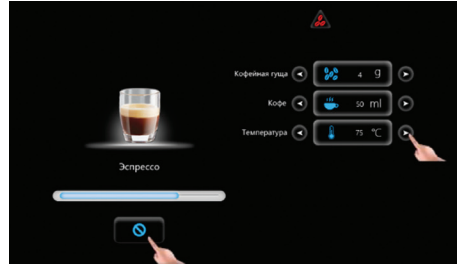 Кофейная гуща 4 g
Кофе 50 ml
Температура 75 °C
Эспрессо